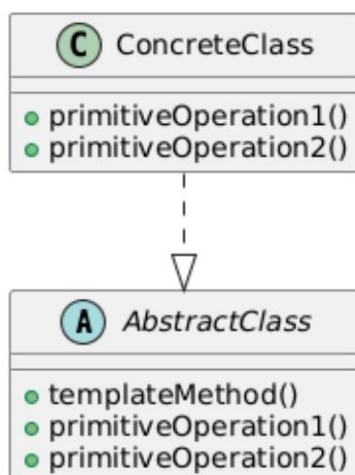 C ConcreteClass
primitiveOperation1()
primitiveOperation2()
A AbstractClass
templateMethod()
primitiveOperation1()
primitiveOperation2()